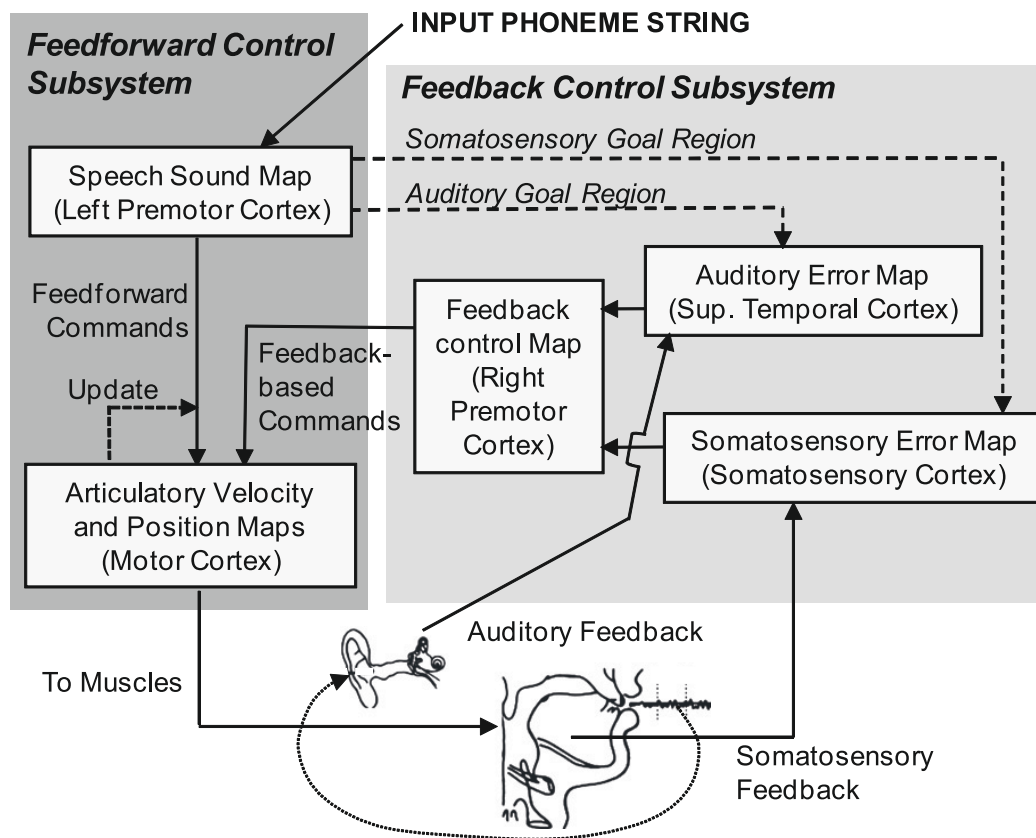 INPUT PHONEME STRING
Feedforward Control
Subsystem
Feedback Control Subsystem
Somatosensory Goal Region
Speech Sound Map
(Left Premotor Cortex)
Auditory Goal Region
Auditory Error Map
(Sup. Temporal Cortex)
Feedforward
Commands
Feedback
control Map
(Right
Premotor
Cortex)
Feedback-
based
Commands
Update
Somatosensory Error Map
(Somatosensory Cortex)
Articulatory Velocity
and Position Maps
(Motor Cortex)
Auditory Feedback
To Muscles
Somatosensory
Feedback